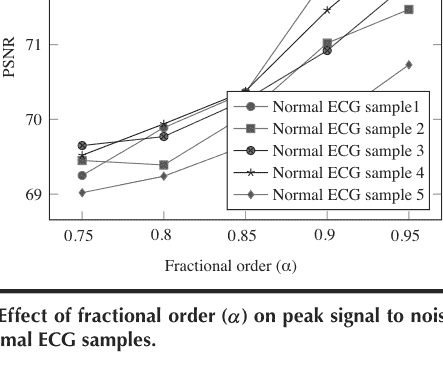 71
70
69
PSNR
Normal ECG sample1
Normal ECG sample 2
Normal ECG sample 3
Normal ECG sample 4
Normal ECG sample 5
0.75 0.8 0.85 0.9 0.95
Fractional order (α)
Effect of fractional order (α) on peak signal to nois
mal ECG samples.